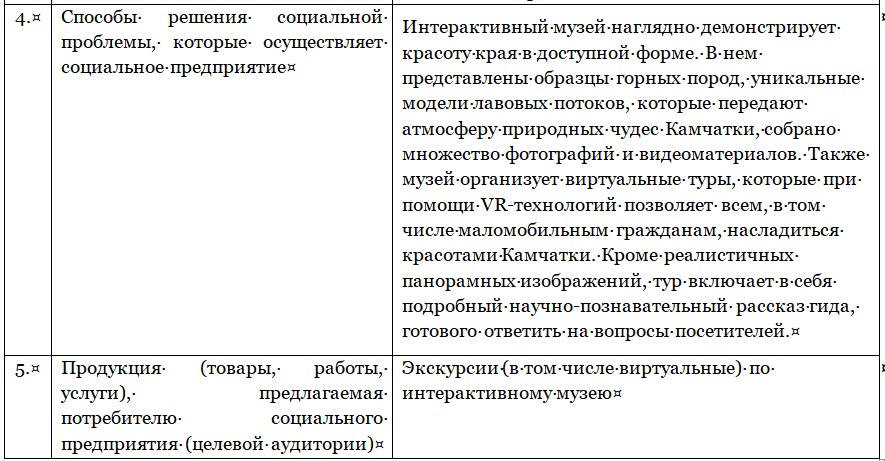 4.¤
Способы· решения· социальной·
проблемы,· которые· осуществляет·
социальное·предприятие¤
Интерактивный·музей·наглядно·демонстрирует·
красоту·края·в·доступной·форме.·В·нем·
представлены·образцы·горных·пород,·уникальные·
модели·лавовых·потоков,·которые·передают·
атмосферу·природных·чудес·Камчатки,·собрано·
множество·фотографий·и·видеоматериалов.·Также·
музей·организует·виртуальные·туры,·которые·при·
помощи·VR-технологий·позволяет·всем,·в·том·
числе·маломобильным·гражданам,·насладиться·
красотами·Камчатки.·Кроме·реалистичных·
панорамных·изображений,·тур·включает·в·себя·
подробный·научно-познавательный·рассказ·гида,·
готового·ответить·на·вопросы·посетителей.¤
5.¤
Продукция· (товары,· работы,·
услуги),· предлагаемая·
потребителю· социального·
предприятия·(целевой·аудитории)¤
Экскурсии·(в·том·числе·виртуальные)·по·
интерактивному·музею¤